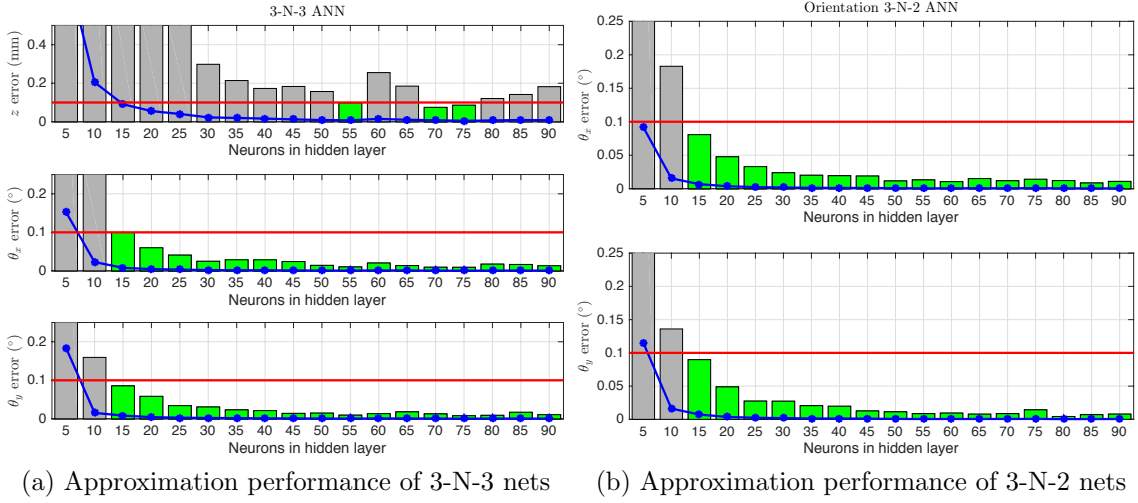 3-N-3 ANN
z error (mm)
0.4
0.2
0
5 10 15 20 25 30 35 40 45 50 55 60 65 70 75 80 85 90
Neurons in hidden layer
θx error (°)
0.2
0.1
0
5 10 15 20 25 30 35 40 45 50 55 60 65 70 75 80 85 90
Neurons in hidden layer
θy error (°)
0.2
0.1
0
5 10 15 20 25 30 35 40 45 50 55 60 65 70 75 80 85 90
Neurons in hidden layer
(a) Approximation performance of 3-N-3 nets
Orientation 3-N-2 ANN
θx error (°)
0.25
0.2
0.15
0.1
0.05
0
5 10 15 20 25 30 35 40 45 50 55 60 65 70 75 80 85 90
Neurons in hidden layer
θy error (°)
0.25
0.2
0.15
0.1
0.05
0
5 10 15 20 25 30 35 40 45 50 55 60 65 70 75 80 85 90
Neurons in hidden layer
(b) Approximation performance of 3-N-2 nets